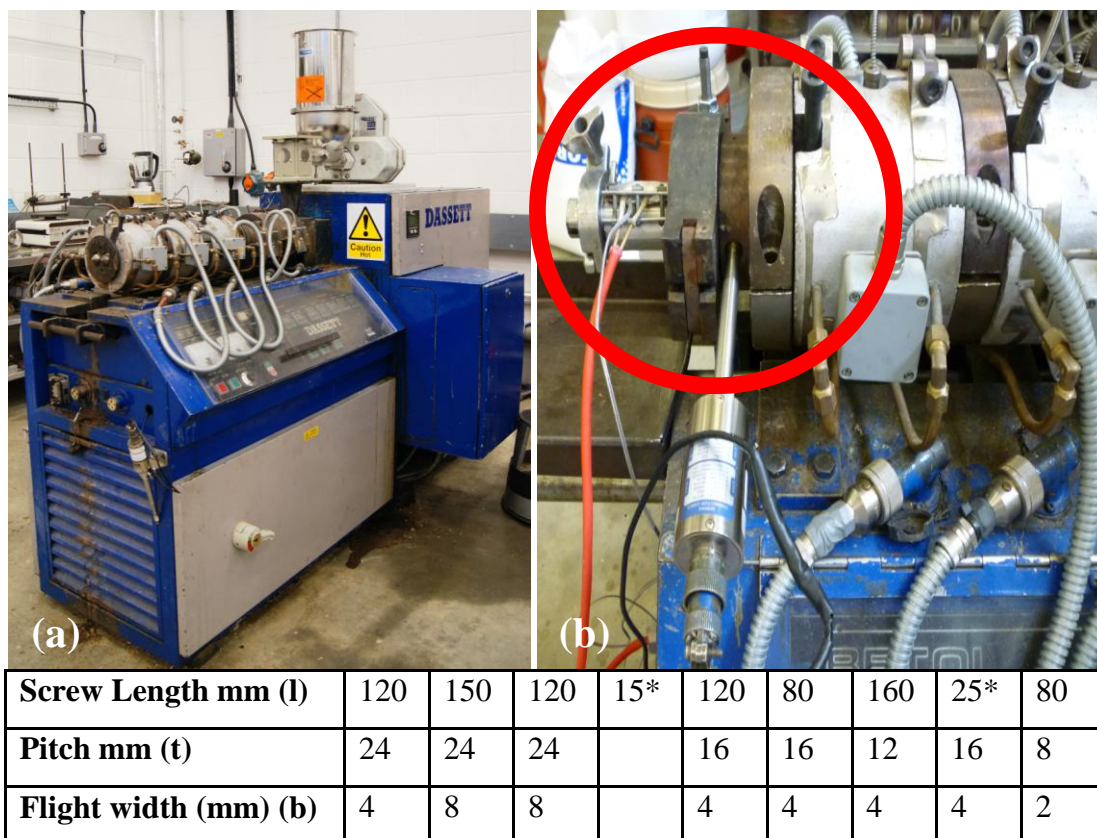 DASSETT
Caution
Hot
DASSETT
(a)
(b)
BETOL
Screw Length mm (l) 120 150 120 15* 120 80 160 25* 80
Pitch mm (t) 24 24 24 16 16 12 16 8
Flight width (mm) (b) 4 8 8 4 4 4 4 2